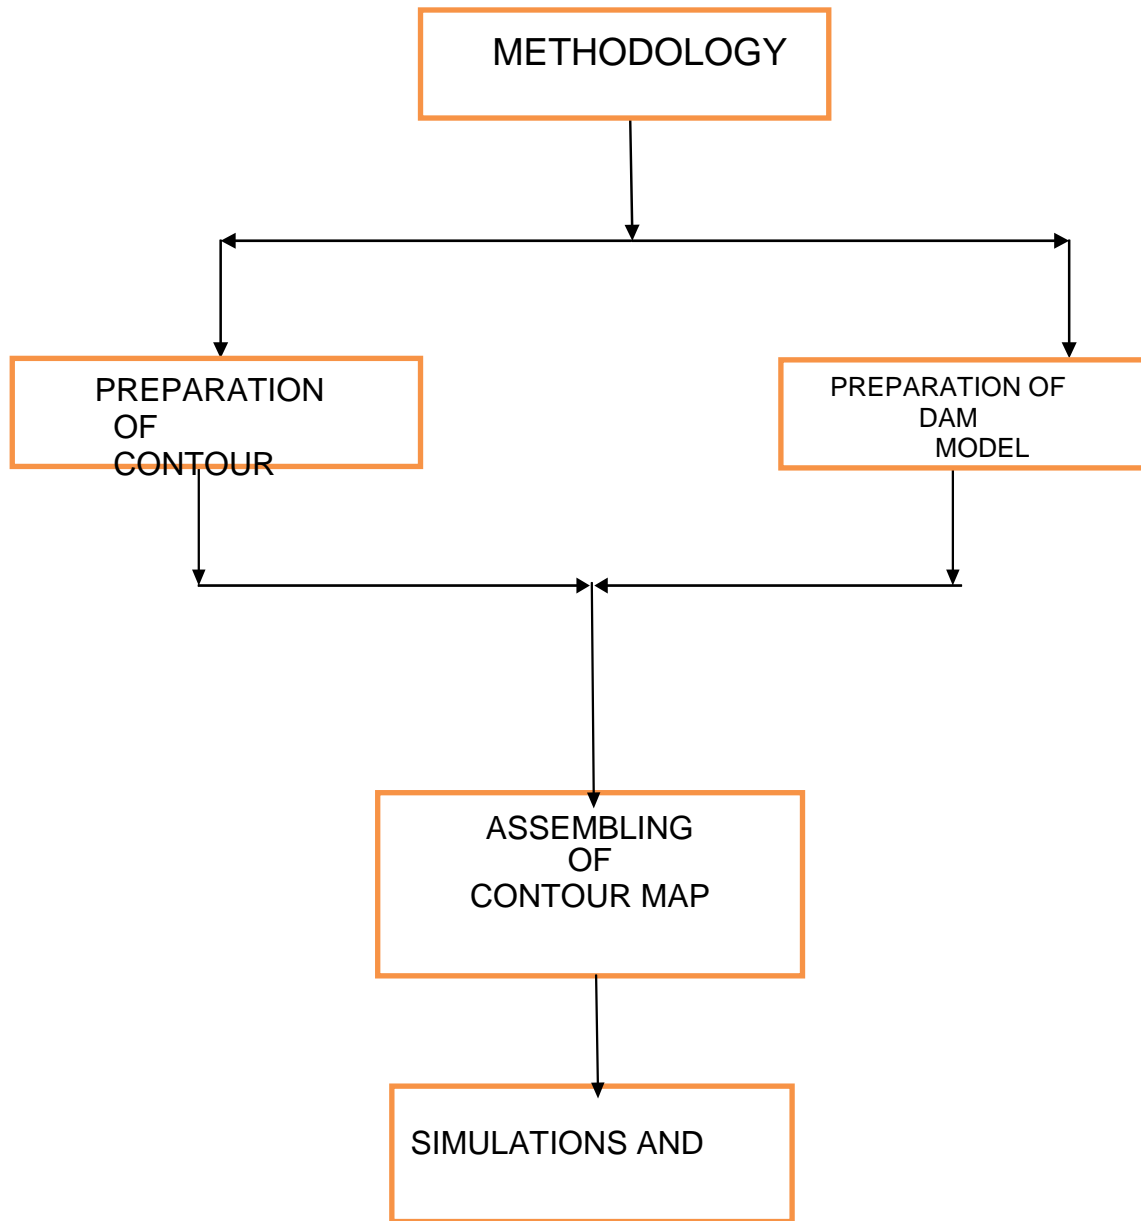 METHODOLOGY
PREPARATION
OF
CONTOUR
PREPARATION OF
DAM
MODEL
ASSEMBLING
OF
CONTOUR MAP
SIMULATIONS AND